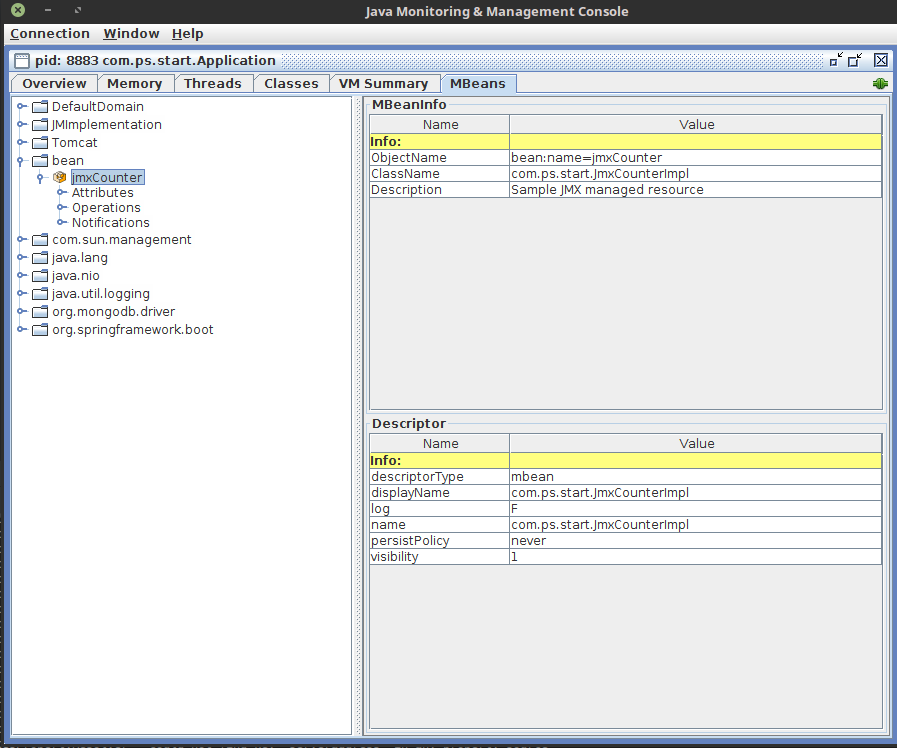 Java Monitoring & Management Console
Connection Window Help
pid: 8883 com.ps.start.Application
Overview Memory Threads Classes VM Summary MBeans
DefaultDomain
JMImplementation
Tomcat
bean
jmxCounter
Attributes
Operations
Notifications
com.sun.management
java.lang
java.nio
java.util.logging
org.mongodb.driver
org.springframework.boot
MBeanInfo
Name Value
Info:
ObjectName bean:name=jmxCounter
ClassName com.ps.start.JmxCounterImpl
Description Sample JMX managed resource
Descriptor
Name Value
Info:
descriptorType mbean
displayName com.ps.start.JmxCounterImpl
log F
name com.ps.start.JmxCounterImpl
persistPolicy never
visibility 1